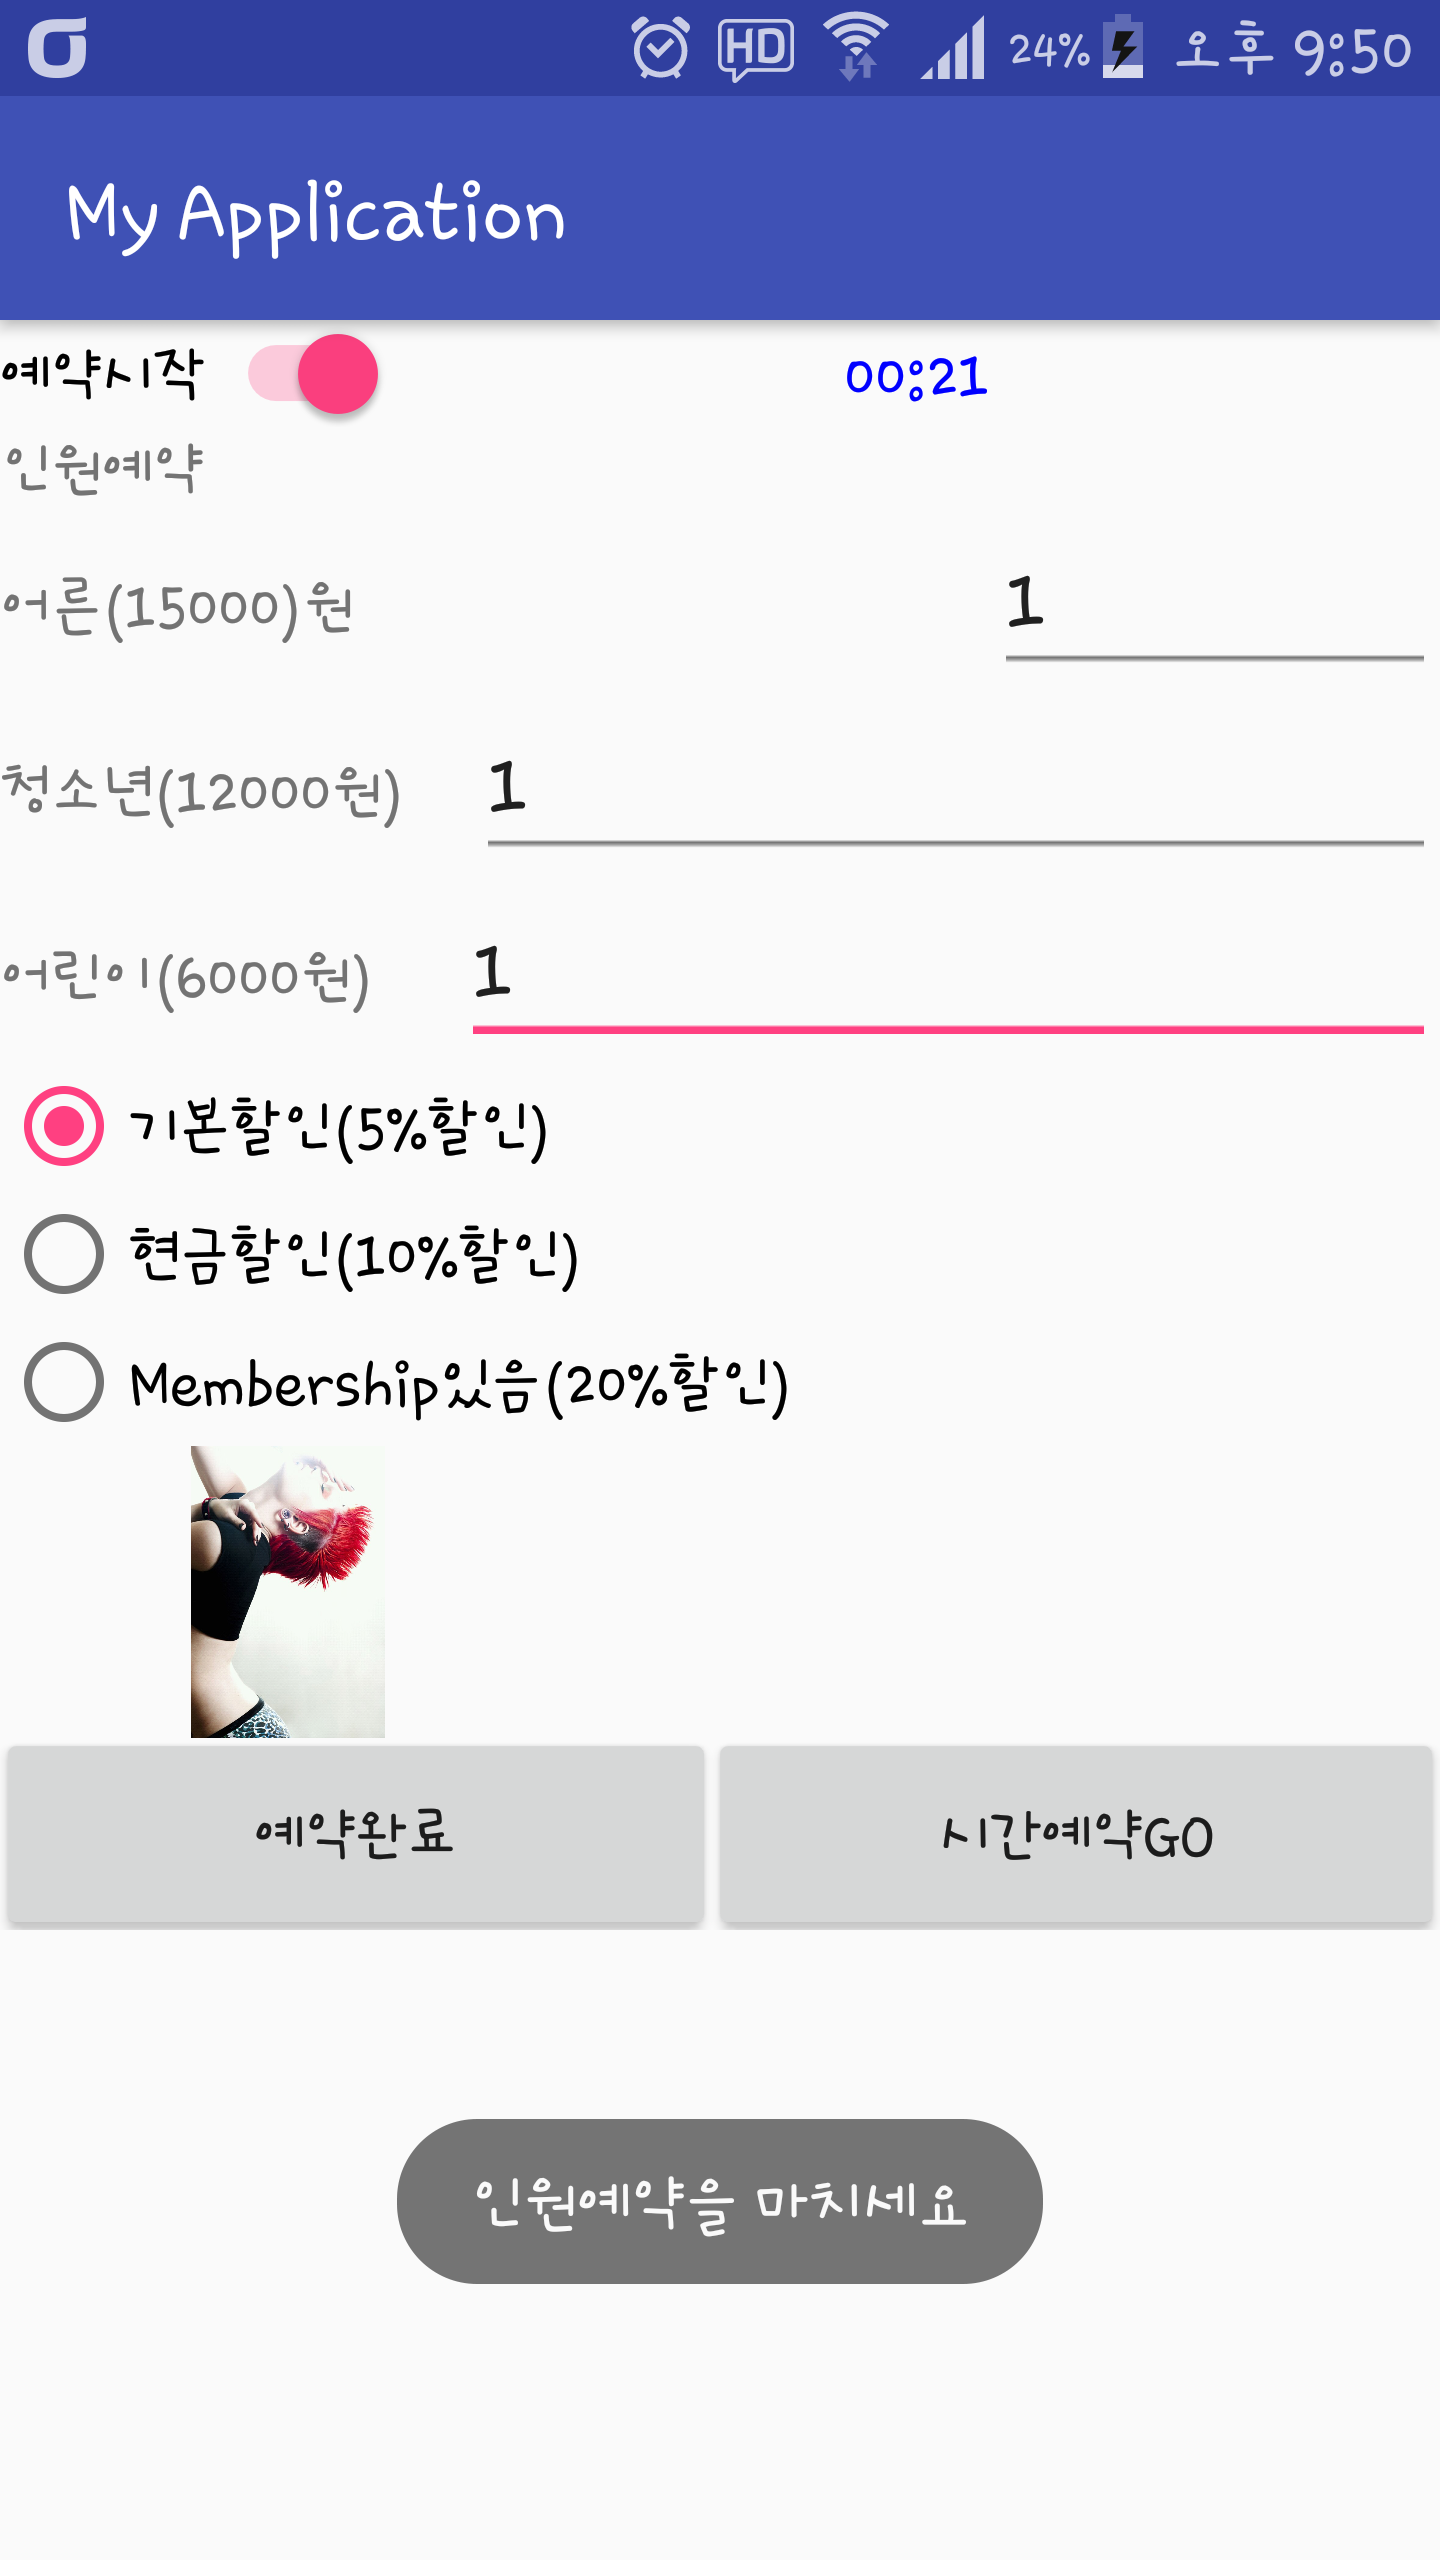 HD 24% 오후 9:50
My Application
예약시작 00:21
인원예약
어른(15000)원 1
청소년(12000원) 1
어린이(6000원) 1
기본할인(5%할인)
현금할인(10%할인)
Membership있음(20%할인)
예약완료 시간예약GO
인원예약을 마치세요